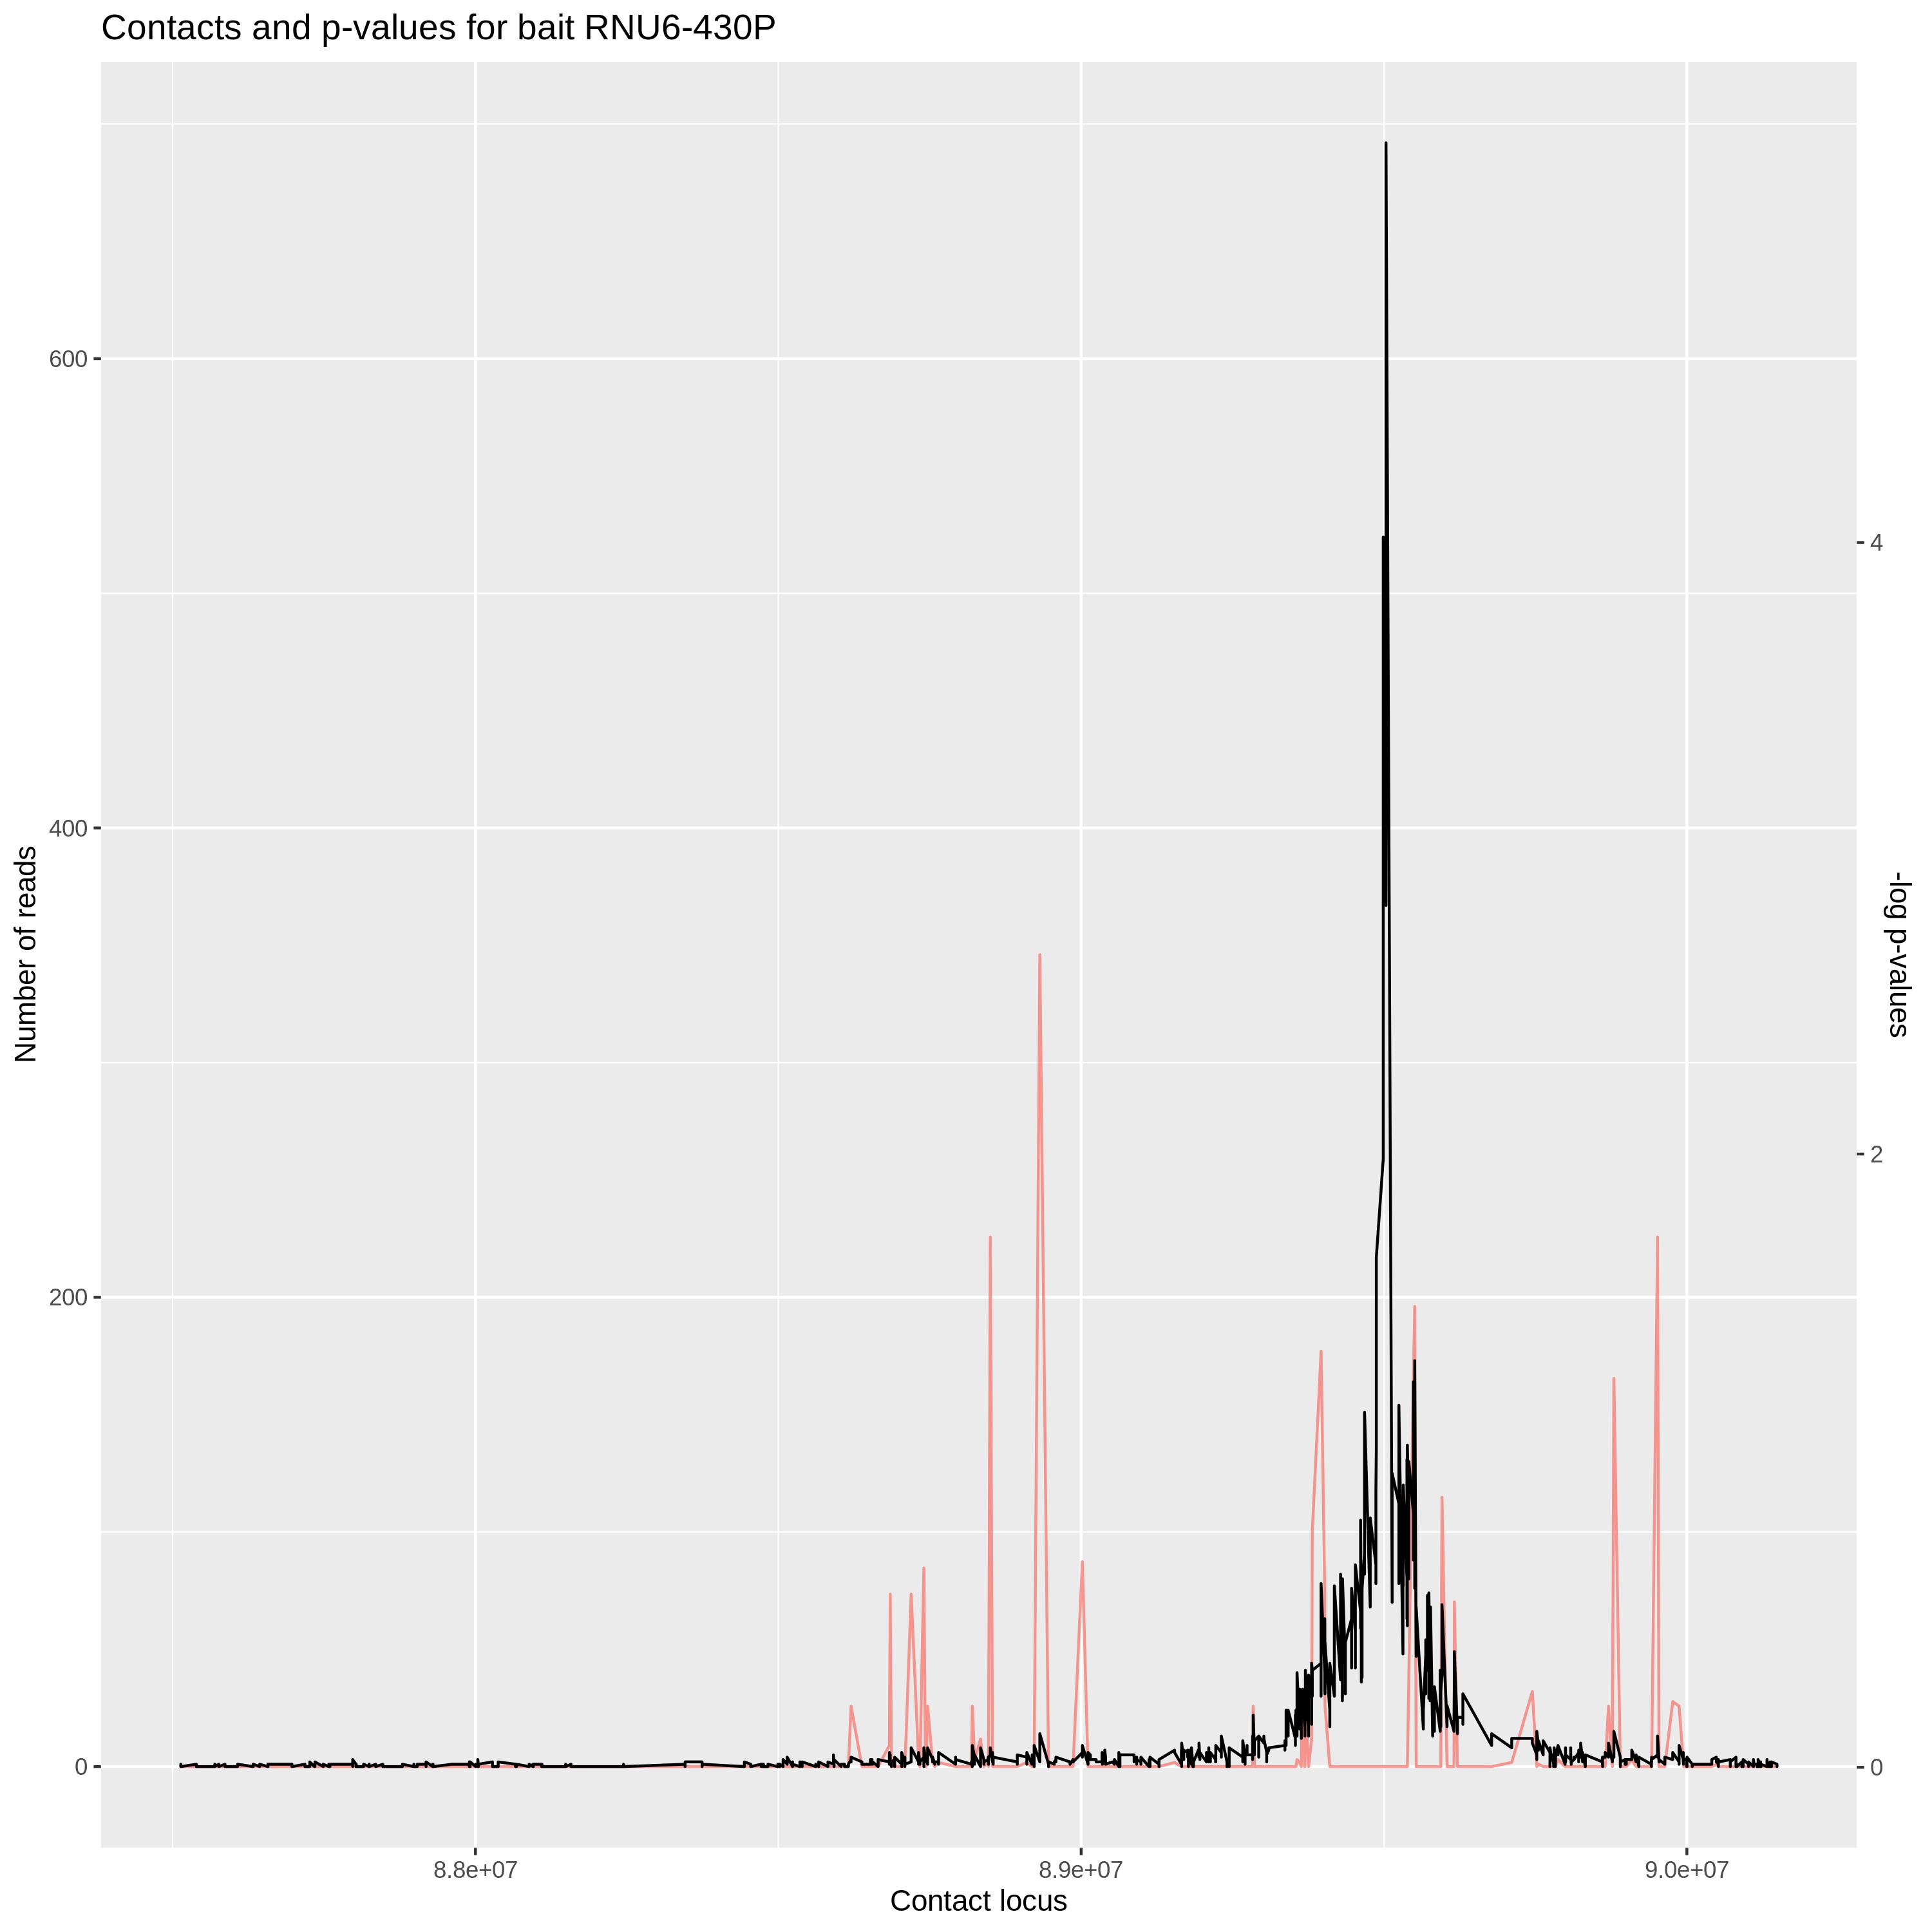 Contacts and p-values for bait RNU6-430P
600
400
200
0
Number of reads
4
2
0
-log p-values
8.8e+07
8.9e+07
9.0e+07
Contact locus